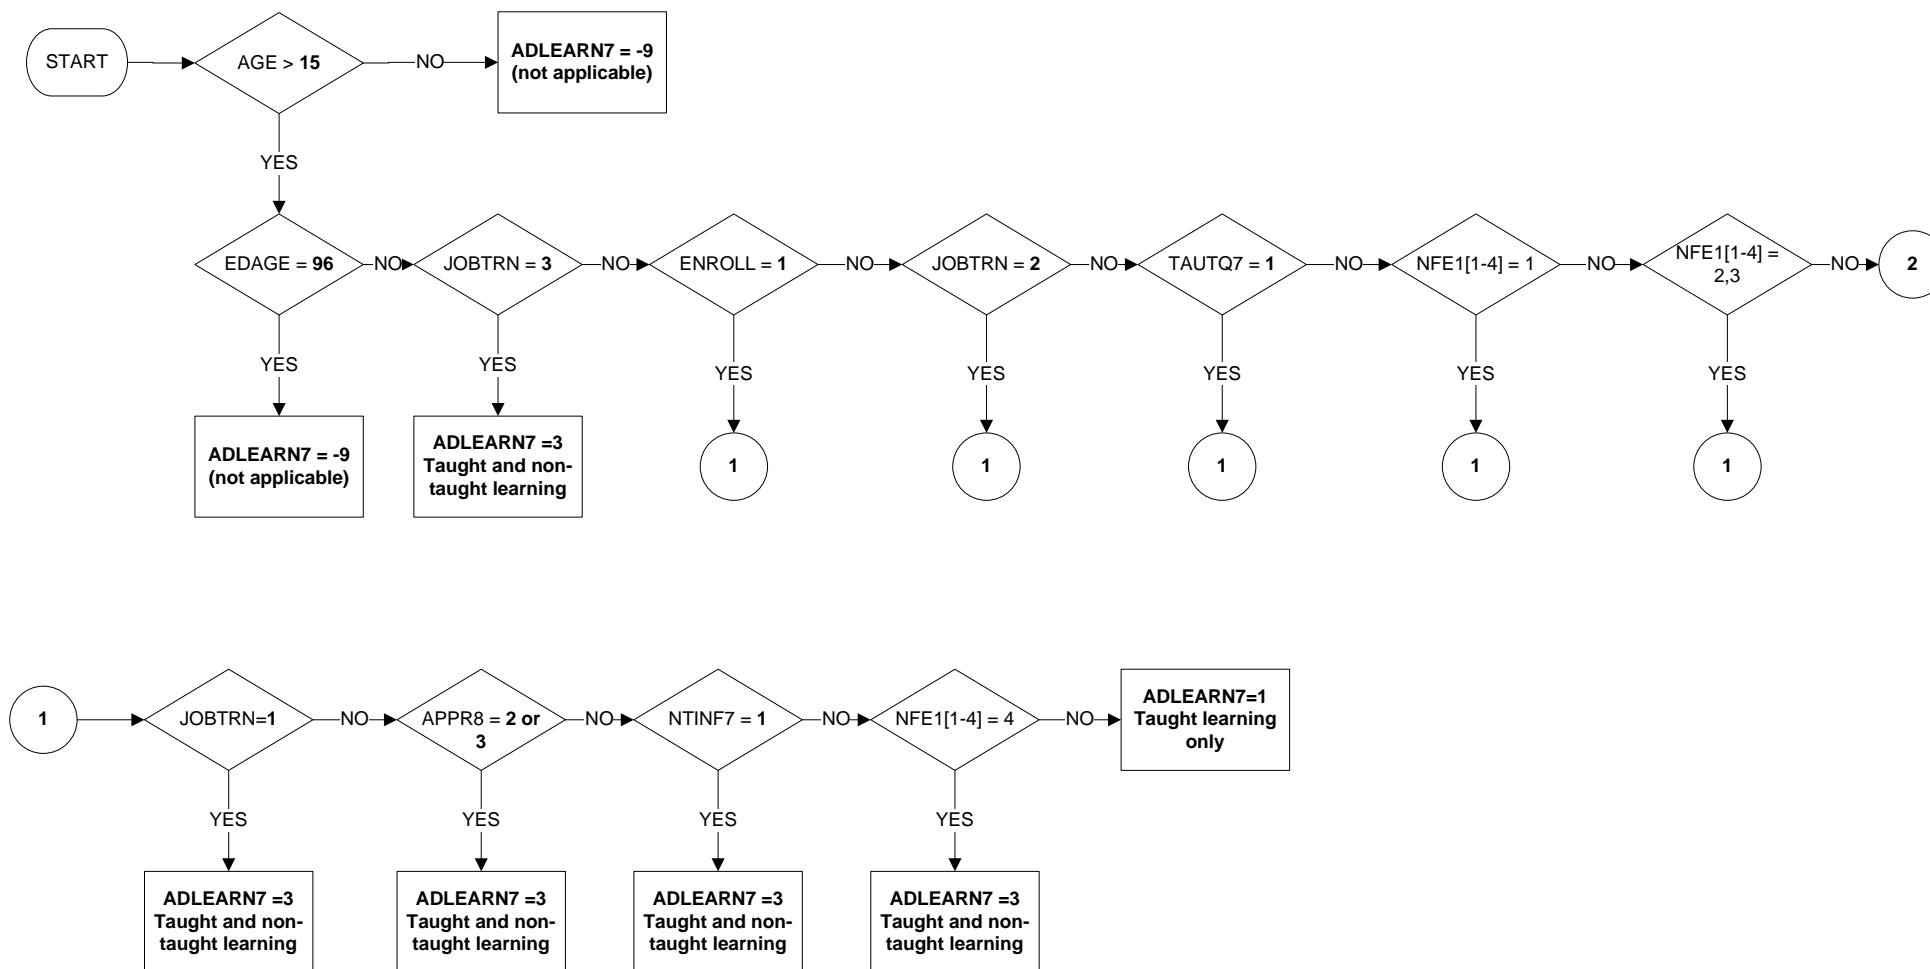 START
AGE > 15
NO
ADLEARN7 = -9
(not applicable)
YES
EDAGE = 96
NO
JOBTRN = 3
NO
ENROLL = 1
NO
JOBTRN = 2
NO
TAUTQ7 = 1
NO
NFE1[1-4] = 1
NO
NFE1[1-4] =
2,3
NO
2
YES
YES
YES
YES
YES
YES
YES
ADLEARN7 = -9
(not applicable)
ADLEARN7 =3
Taught and non-
taught learning
1
1
1
1
1
1
JOBTRN=1
NO
APPR8 = 2 or
3
NO
NTINF7 = 1
NO
NFE1[1-4] = 4
NO
ADLEARN7=1
Taught learning
only
YES
YES
YES
YES
ADLEARN7 =3
Taught and non-
taught learning
ADLEARN7 =3
Taught and non-
taught learning
ADLEARN7 =3
Taught and non-
taught learning
ADLEARN7 =3
Taught and non-
taught learning